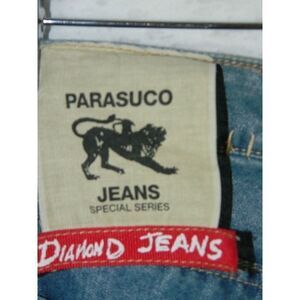 PARASUCO
JEANS
SPECIAL SERIES
DIAMOND JEANS